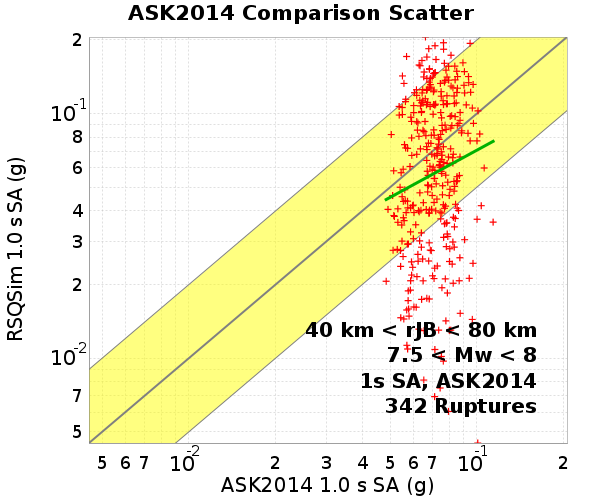 ASK2014 Comparison Scatter
RSQSim 1.0 s SA (g)
2
10-1
8
6
4
3
2
10-2
7
5
40 km < rJB < 80 km
7.5 < Mw < 8
1s SA, ASK2014
342 Ruptures
5 6 7 10-2 2 3 4 5 6 7 10-1 2
ASK2014 1.0 s SA (g)